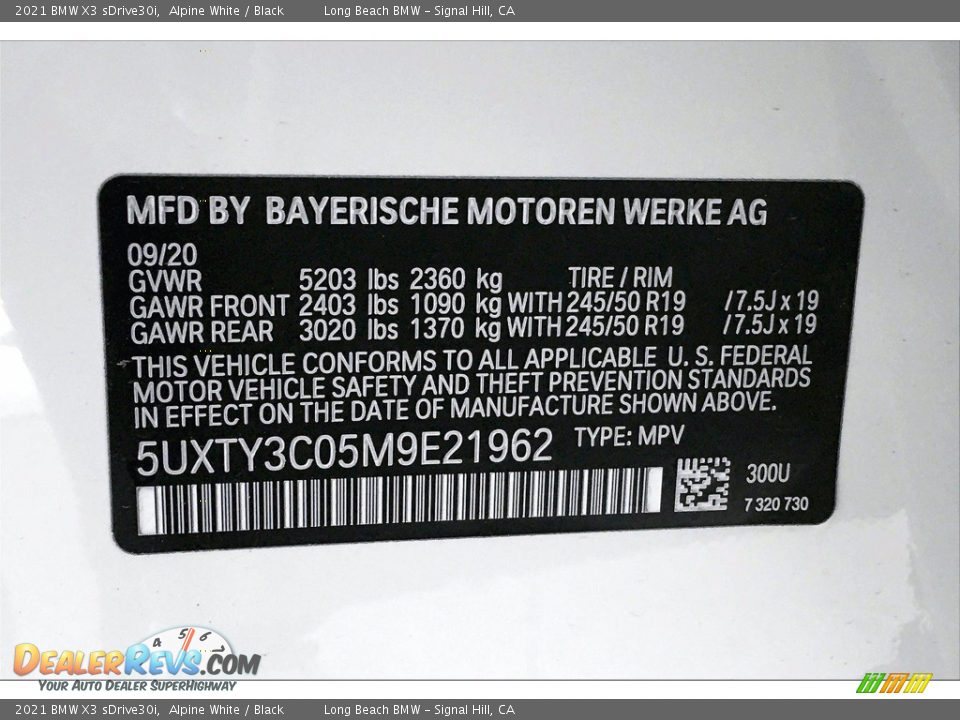 2021 BMW X3 sDrive30i, Alpine White / Black Long Beach BMW - Signal Hill, CA
MFD BY BAYERISCHE MOTOREN WERKE AG
09/20
GVWR 5203 lbs 2360 kg TIRE / RIM
GAWR FRONT 2403 lbs 1090 kg WITH 245/50 R19 /7.5J x 19
GAWR REAR 3020 lbs 1370 kg WITH 245/50 R19 /7.5J x 19
THIS VEHICLE CONFORMS TO ALL APPLICABLE U. S. FEDERAL
MOTOR VEHICLE SAFETY AND THEFT PREVENTION STANDARDS
IN EFFECT ON THE DATE OF MANUFACTURE SHOWN ABOVE.
5UXTY3C05M9E21962 TYPE: MPV
300U
7 320 730
4 5 6 7
DEALERREVS.COM
YOUR AUTO DEALER SUPERHIGHWAY
2021 BMW X3 sDrive30i, Alpine White / Black Long Beach BMW - Signal Hill, CA